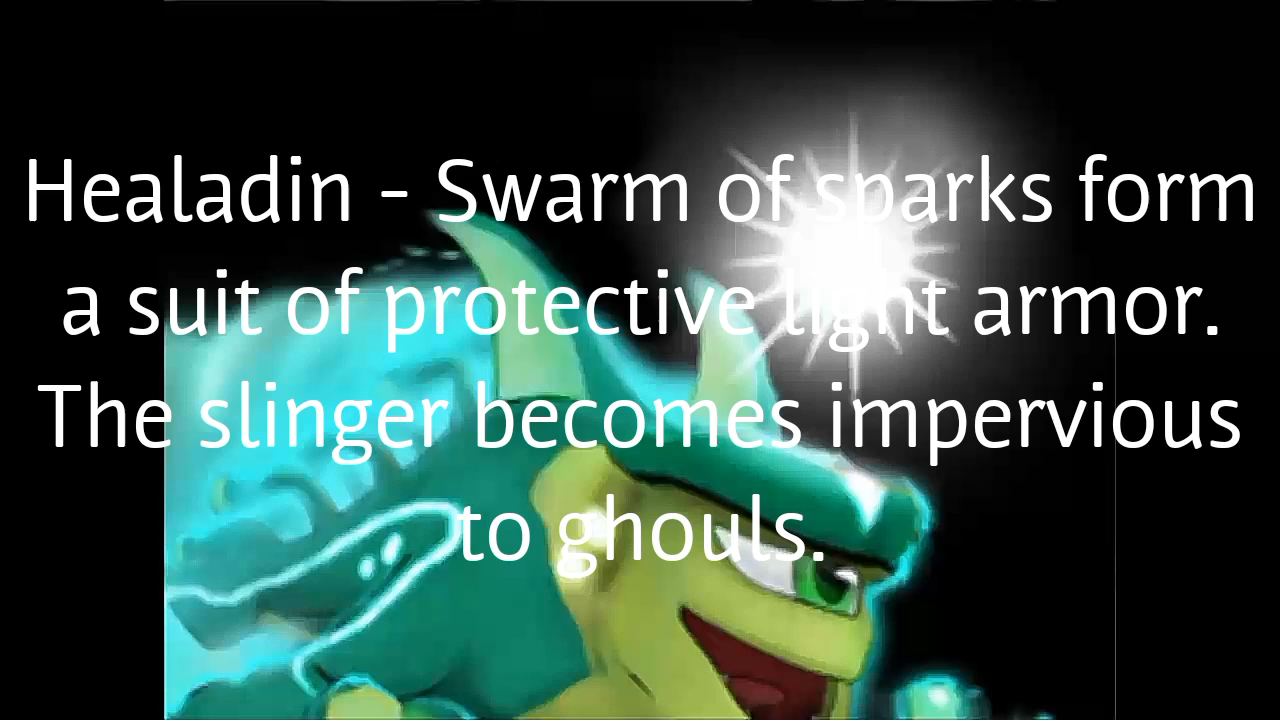 Healadin - Swarm of sparks form
a suit of protective light armor.
The slinger becomes impervious
to ghouls.